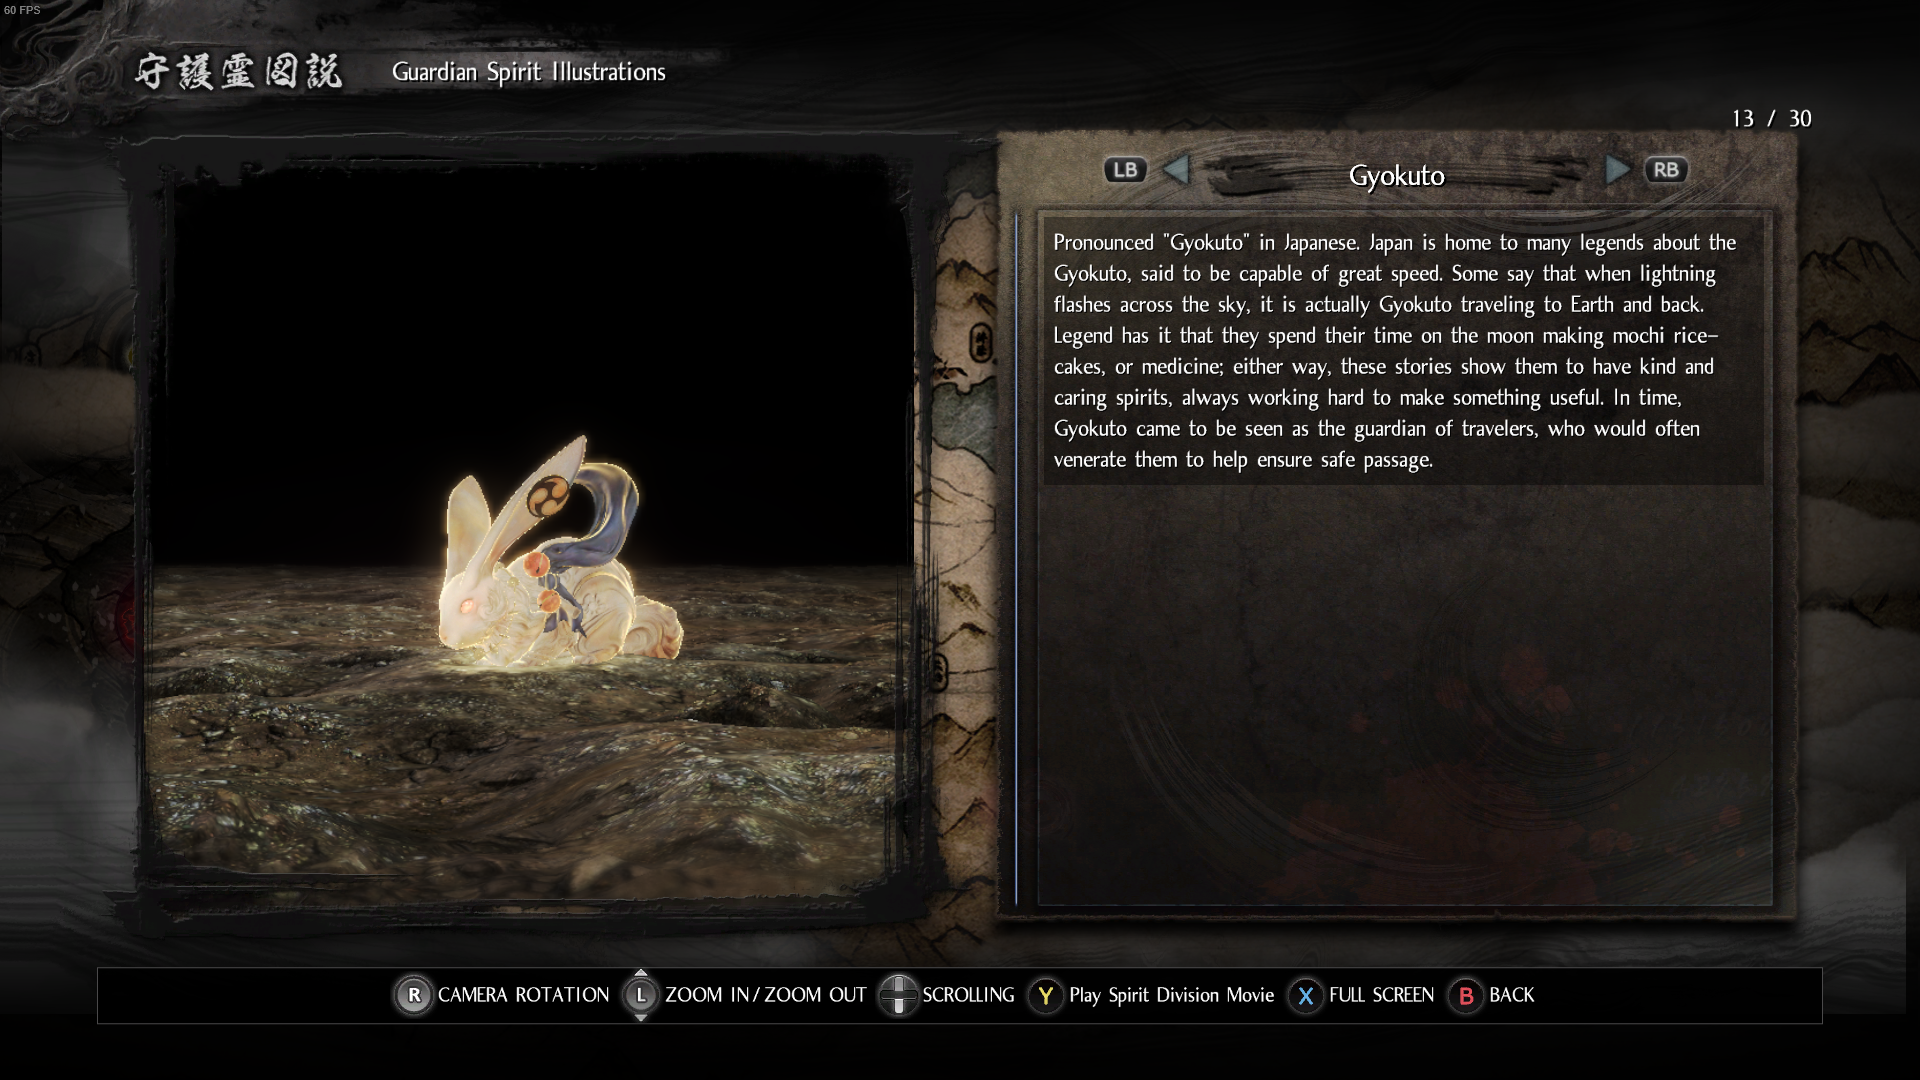 60 FPS
守護霊図説 Guardian Spirit Illustrations
13 / 30
LB Gyokuto RB
Pronounced "Gyokuto" in Japanese. Japan is home to many legends about the
Gyokuto, said to be capable of great speed. Some say that when lightning
flashes across the sky, it is actually Gyokuto traveling to Earth and back.
Legend has it that they spend their time on the moon making mochi rice-
cakes, or medicine; either way, these stories show them to have kind and
caring spirits, always working hard to make something useful. In time,
Gyokuto came to be seen as the guardian of travelers, who would often
venerate them to help ensure safe passage.
R CAMERA ROTATION L ZOOM IN/ZOOM OUT SCROLLING Y Play Spirit Division Movie X FULL SCREEN B BACK